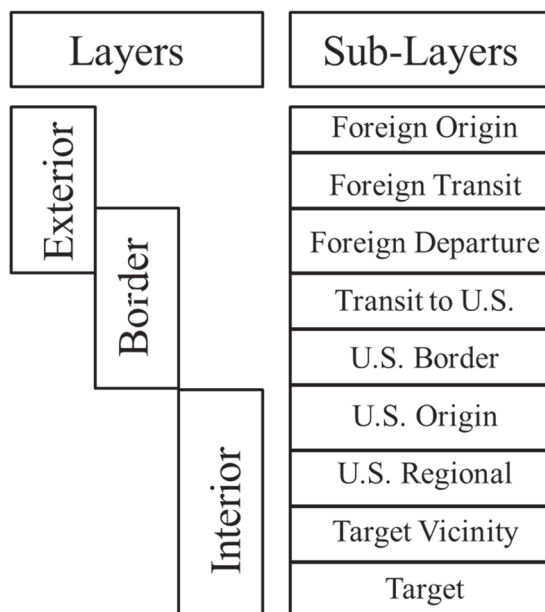 Layers
Sub-Layers
Exterior
Border
Interior
Foreign Origin
Foreign Transit
Foreign Departure
Transit to U.S.
U.S. Border
U.S. Origin
U.S. Regional
Target Vicinity
Target